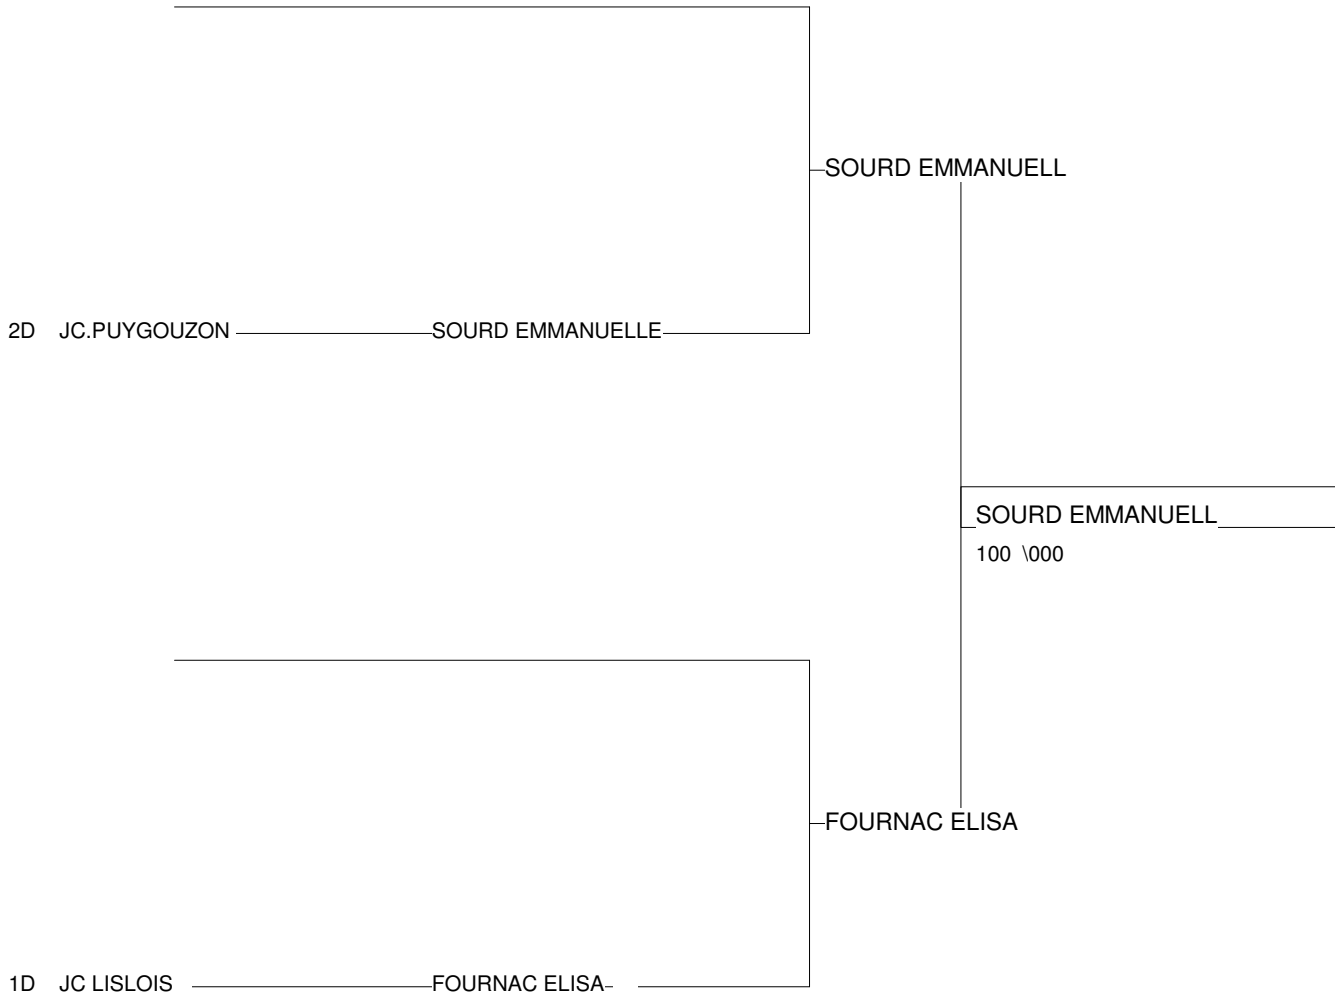 SOURD EMMANUELL
2D JC.PUYGOUZON SOURD EMMANUELLE
SOURD EMMANUELL
100 \000
FOURNAC ELISA
1D JC LISLOIS FOURNAC ELISA